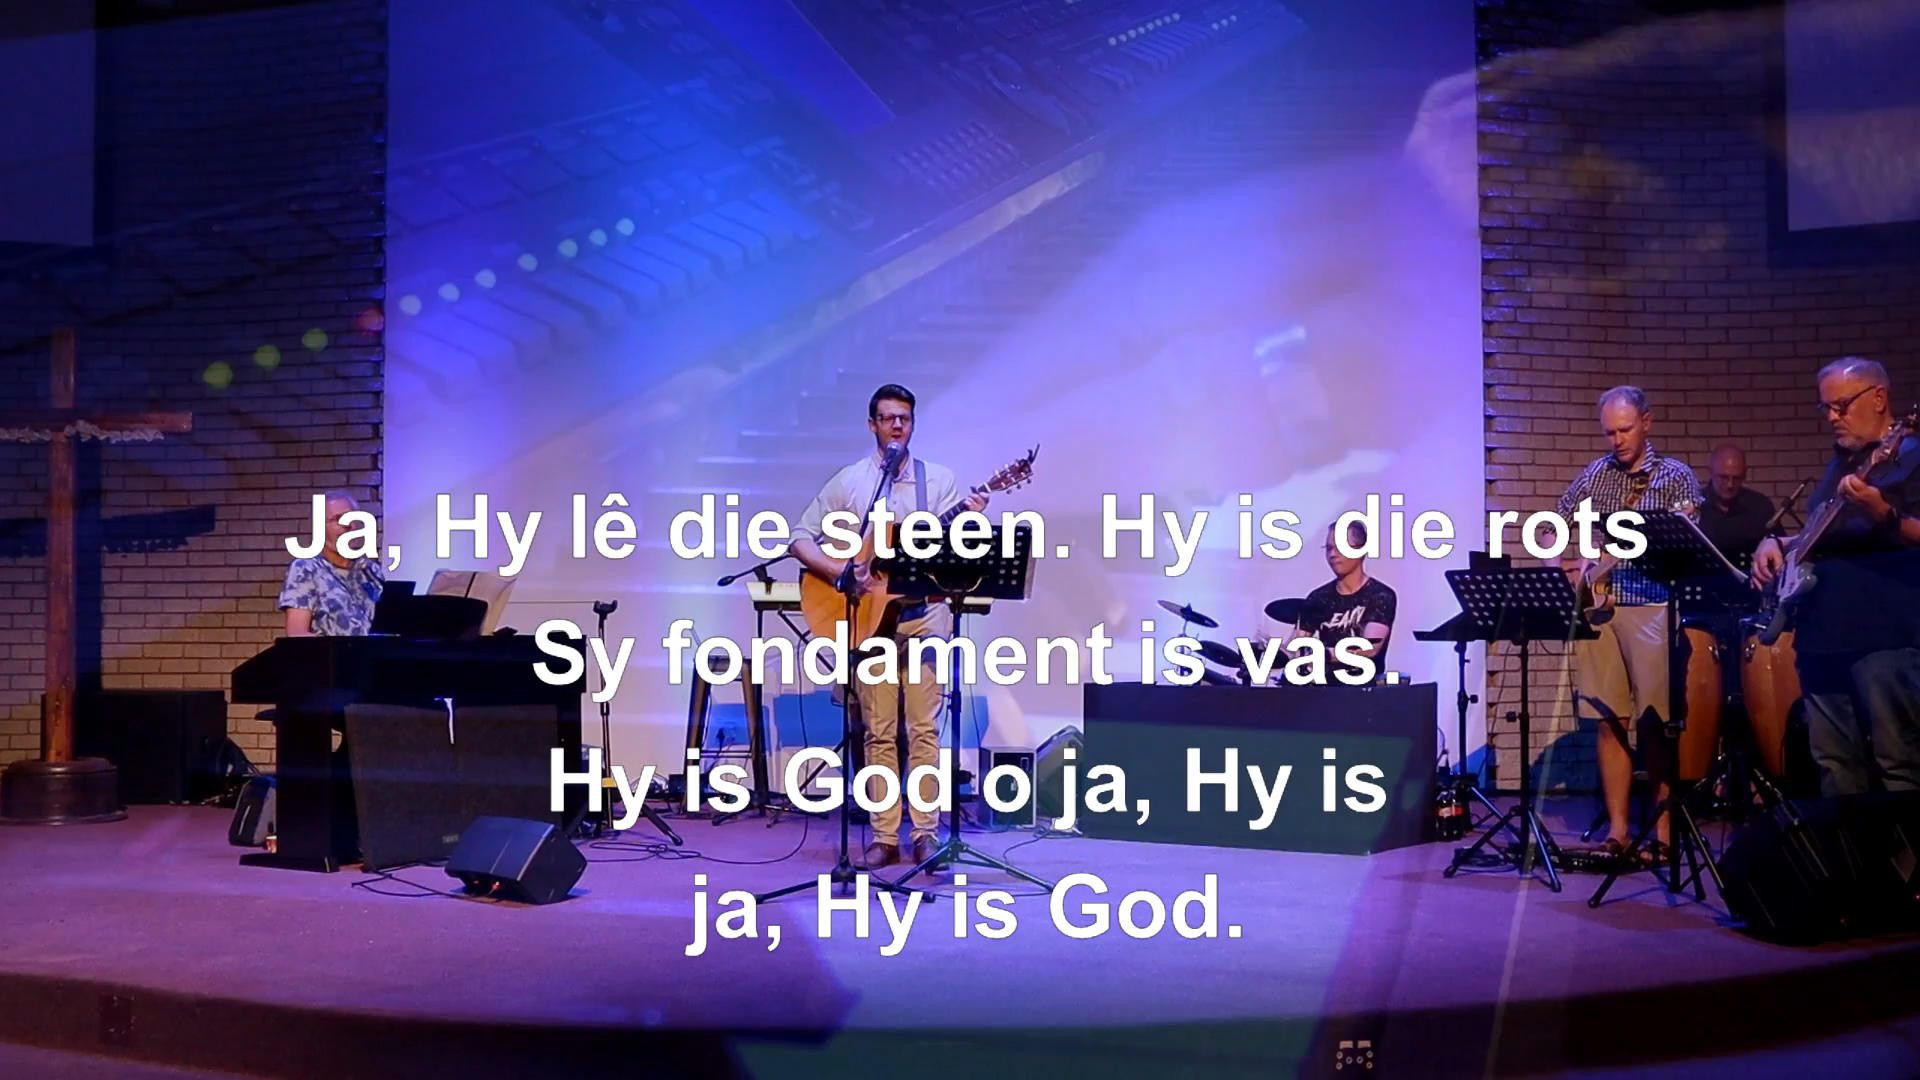 Ja, Hy lê die steen. Hy is die rots
Sy fondament is vas.
Hy is God o ja, Hy is
ja, Hy is God.